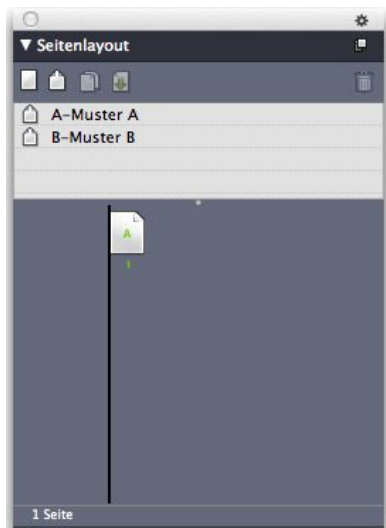 Seitenlayout
A-Muster A
B-Muster B
A
1
1 Seite